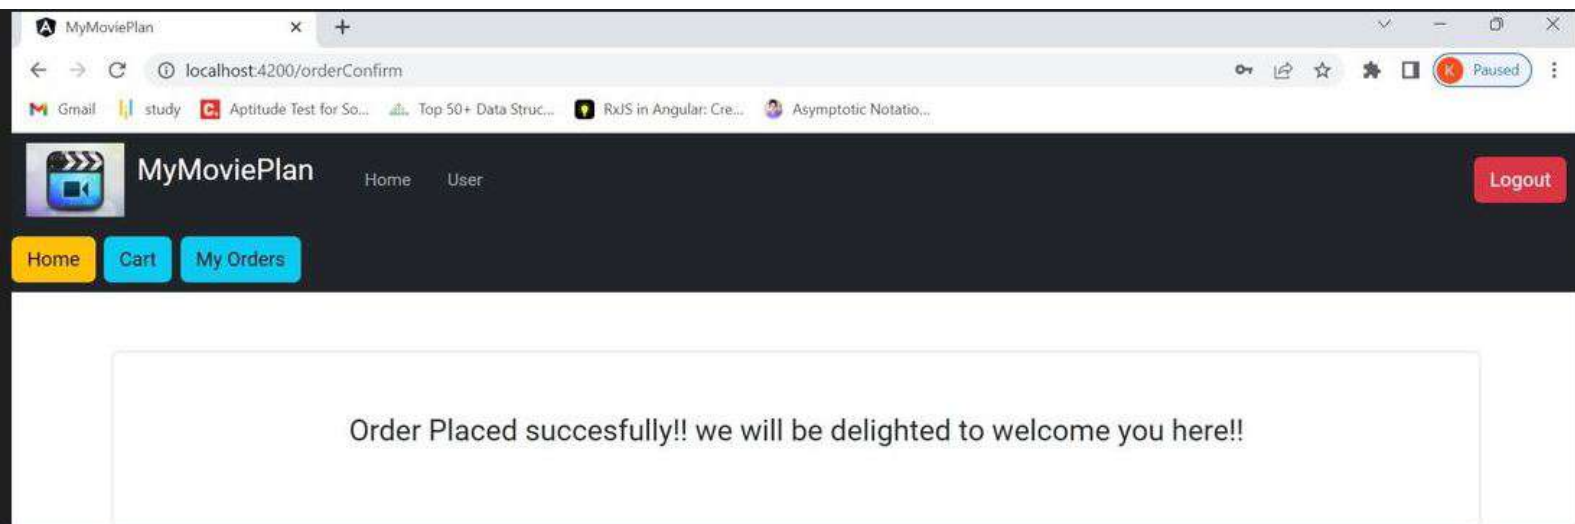 MyMoviePlan
localhost:4200/orderConfirm
K Paused
Gmail study Aptitude Test for So... Top 50+ Data Struc... RxJS in Angular: Cre... Asymptotic Notatio...
MyMoviePlan Home User Logout
Home Cart My Orders
Order Placed succesfully!! we will be delighted to welcome you here!!